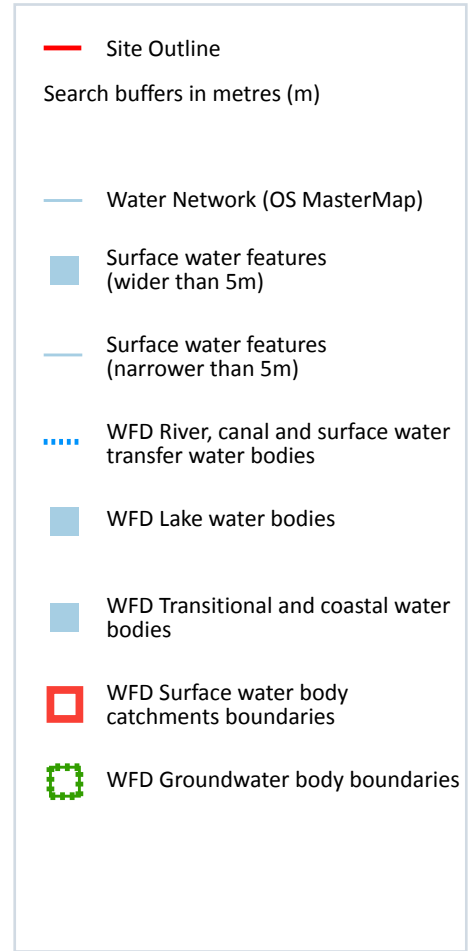 Site Outline
Search buffers in metres (m)
Water Network (OS MasterMap)
Surface water features
(wider than 5m)
Surface water features
(narrower than 5m)
WFD River, canal and surface water
transfer water bodies
WFD Lake water bodies
WFD Transitional and coastal water
bodies
WFD Surface water body
catchments boundaries
WFD Groundwater body boundaries